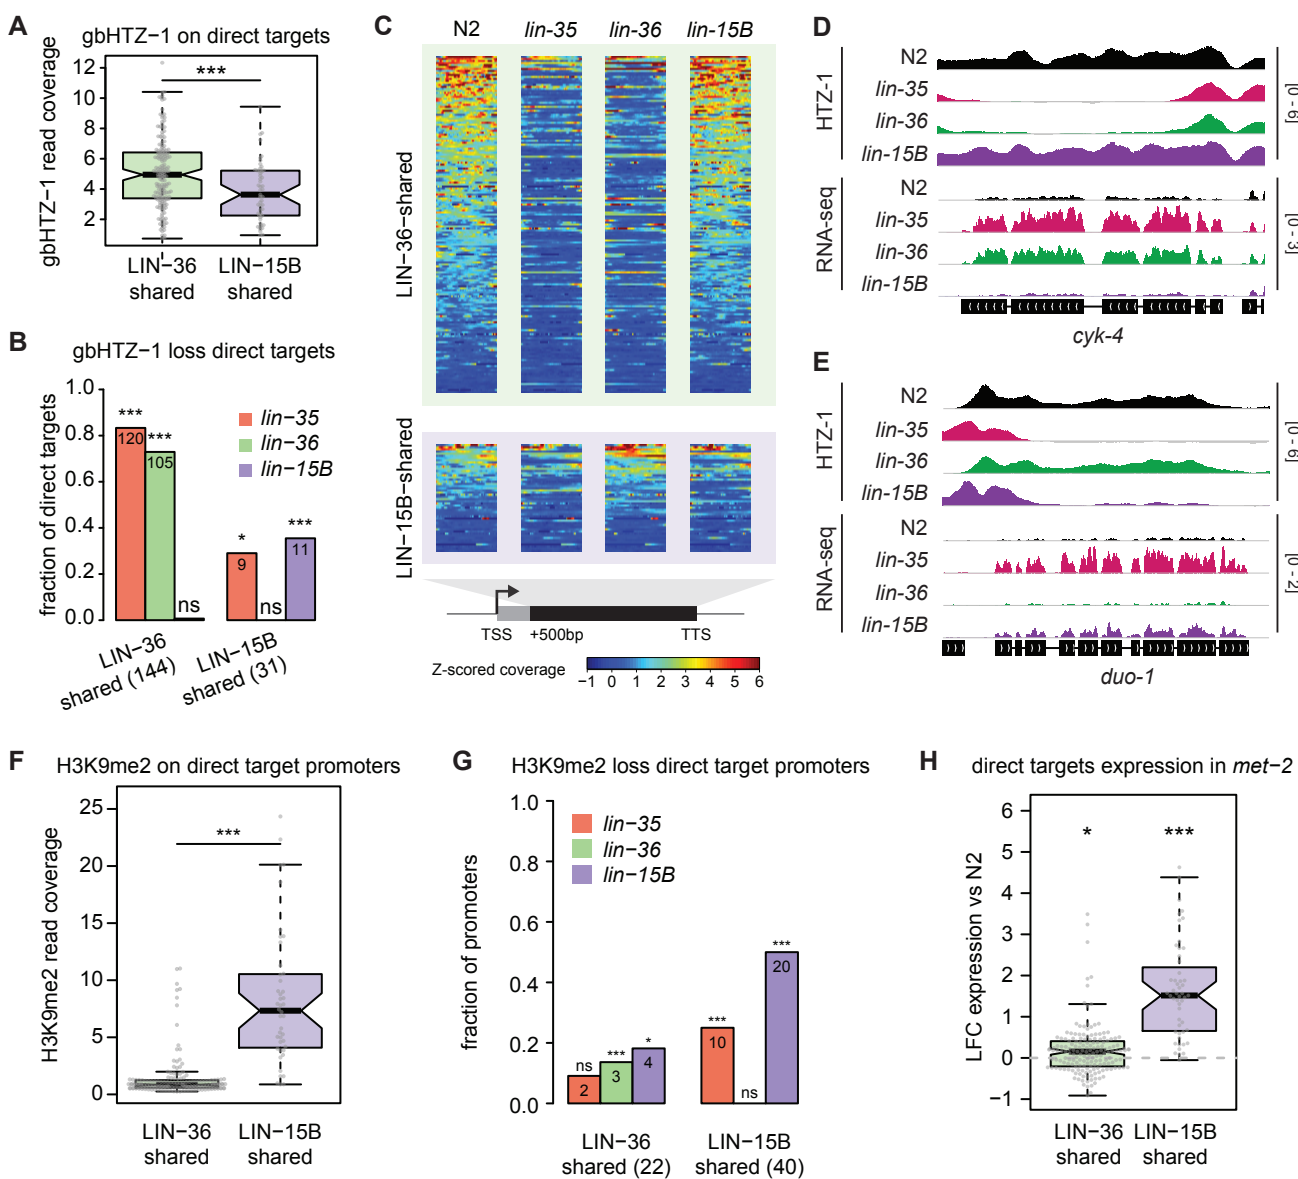 A
gbHTZ−1 on direct targets
gbHTZ−1 read coverage
12
10
8
6
4
2
***
LIN−36
shared
LIN−15B
shared
B
gbHTZ−1 loss direct targets
fraction of direct targets
1.0
0.8
0.6
0.4
0.2
0.0
***
120
***
105
ns
*
9
ns
***
11
lin−35
lin−36
lin−15B
LIN−36
shared (144)
LIN−15B
shared (31)
C
N2 lin-35 lin-36 lin-15B
LIN−36−shared
LIN−15B−shared
TSS +500bp TTS
Z-scored coverage
−1 0 1 2 3 4 5 6
D
HTZ-1
N2
lin-35
lin-36
lin-15B
[0 - 6]
RNA-seq
N2
lin-35
lin-36
lin-15B
[0 - 3]
cyk-4
E
HTZ-1
N2
lin-35
lin-36
lin-15B
[0 - 6]
RNA-seq
N2
lin-35
lin-36
lin-15B
[0 - 2]
duo-1
F
H3K9me2 on direct target promoters
H3K9me2 read coverage
25
20
15
10
5
0
***
LIN−36
shared
LIN−15B
shared
G
H3K9me2 loss direct target promoters
fraction of promoters
1.0
0.8
0.6
0.4
0.2
0.0
lin−35
lin−36
lin−15B
ns
2
***
3
*
4
***
10
ns
***
20
LIN−36
shared (22)
LIN−15B
shared (40)
H
direct targets expression in met−2
LFC expression vs N2
6
5
4
3
2
1
0
−1
*
***
LIN−36
shared
LIN−15B
shared